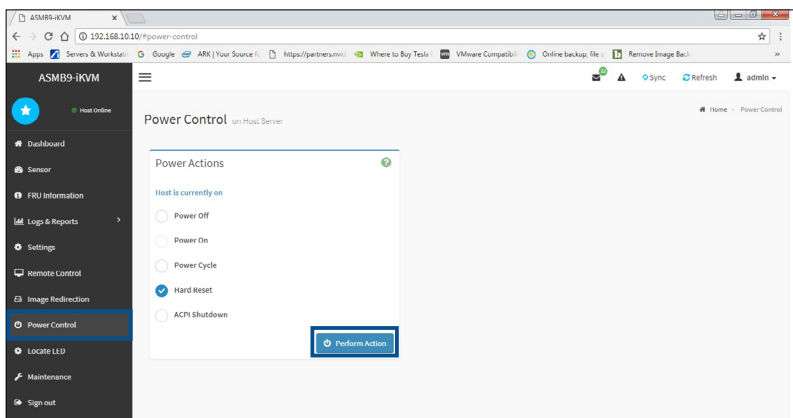 ASMB9-iKVM
192.168.10.10/#power-control
Apps Servers & Workstati Google ARK | Your Source f https://partners.nvi Where to Buy Tesla VMware Compatibil Online backup, file s Remove Image Back »
ASMB9-iKVM
Sync Refresh admin
Host Online
Power Control on Host Server
Home > Power Control
Dashboard
Sensor
FRU Information
Logs & Reports >
Settings
Remote Control
Image Redirection
Power Control
Locate LED
Maintenance
Sign out
Power Actions
Host is currently on
Power Off
Power On
Power Cycle
Hard Reset
ACPI Shutdown
Perform Action